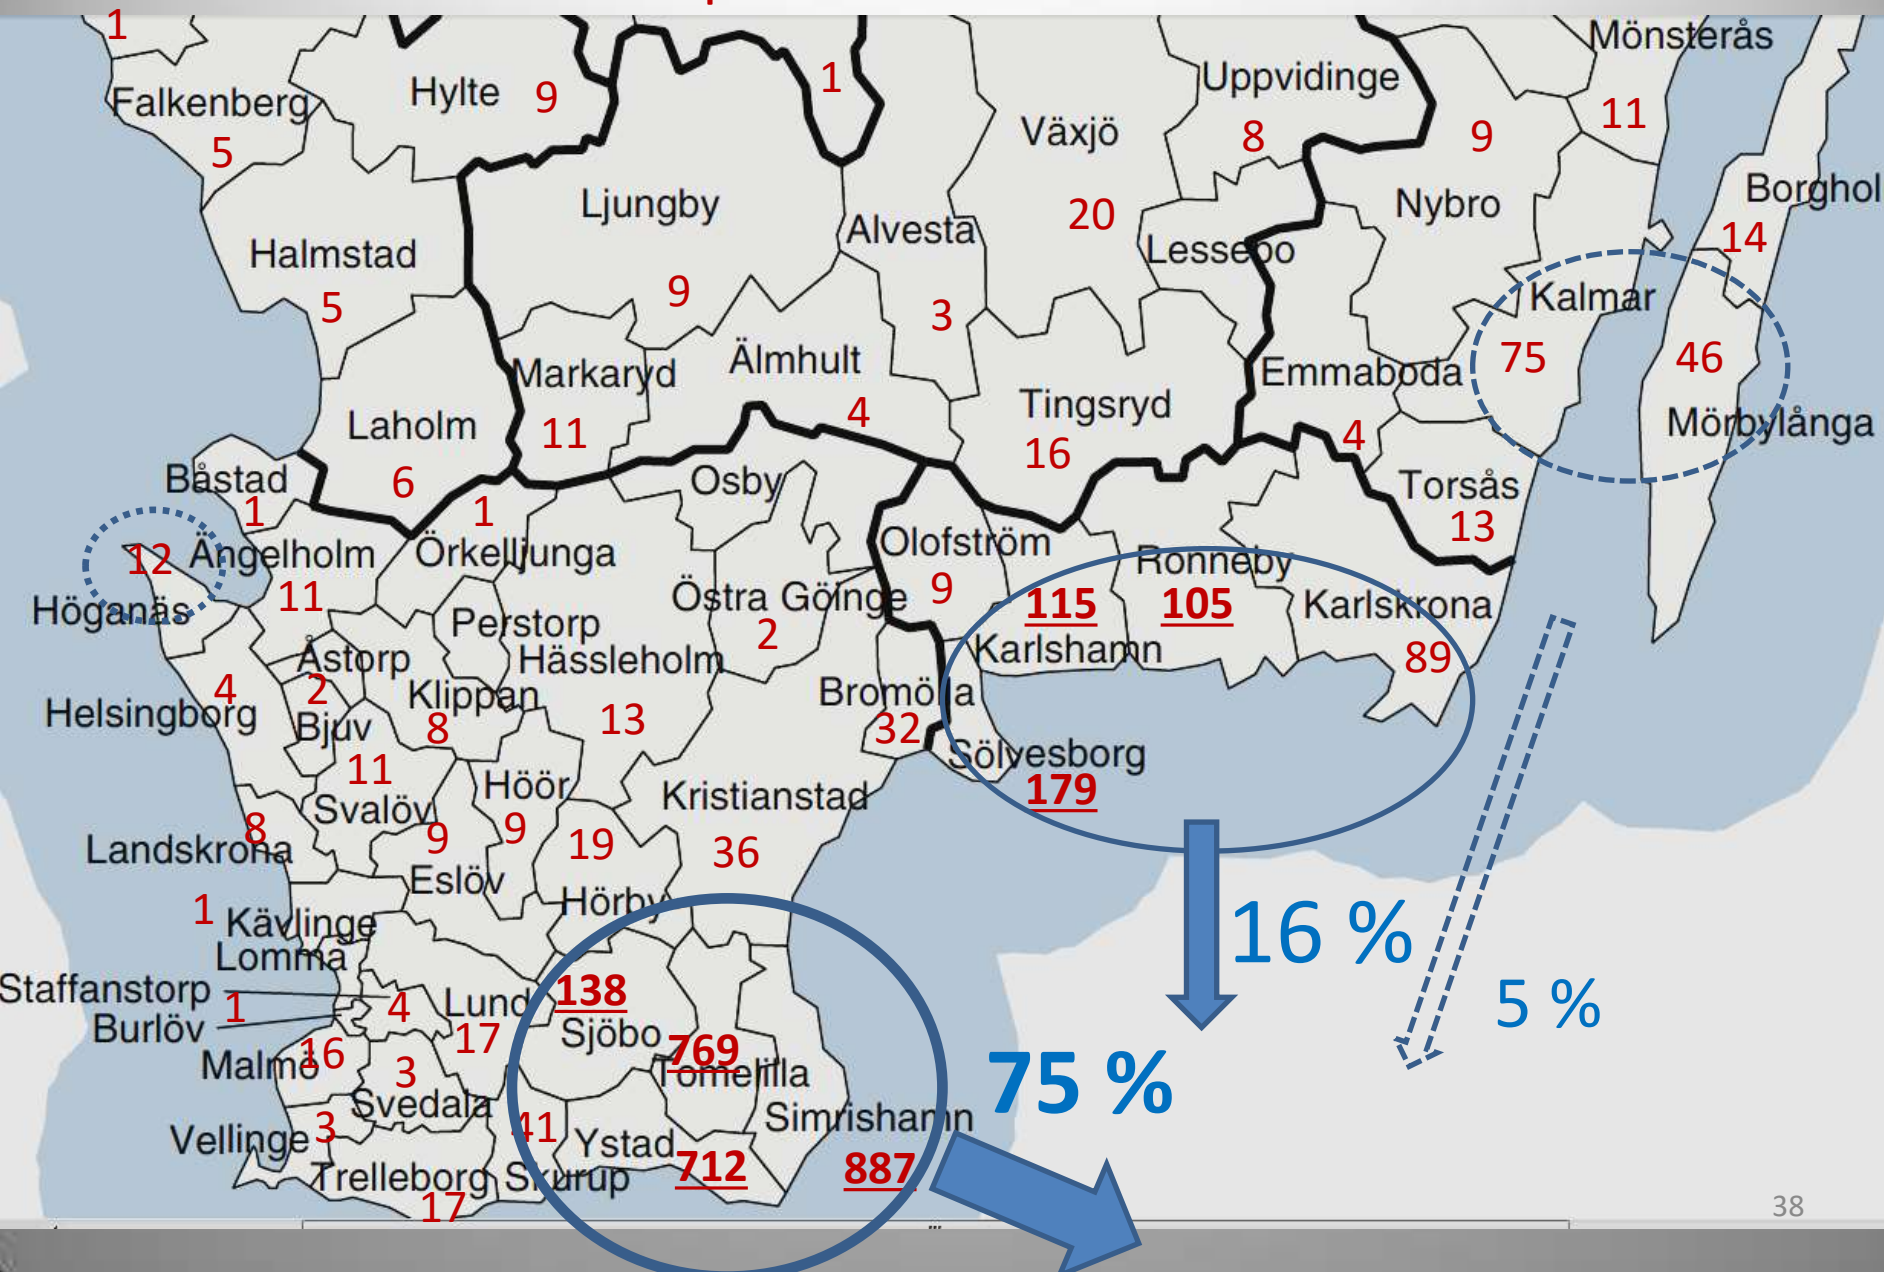 1
Mönsterås
Hylte
9
1
Uppvidinge
Falkenberg
5
Växjö
8
9
11
Ljungby
Alvesta
20
Nybro
Borghol
14
Halmstad
5
9
3
Lessebo
Kalmar
75
46
Markaryd
11
Älmhult
4
Tingsryd
16
Emmaboda
4
Mörbylånga
Laholm
6
Båstad
1
1
Osby
Torsås
13
12
Ängelholm
11
Örkelljunga
Olofström
9
Ronneby
105
Höganäs
Östra Göinge
2
115
Karlshamn
Karlskrona
89
Perstorp
Åstorp
2
Hässleholm
13
4
Helsingborg
Klippan
8
Bromölla
32
Bjuv
11
Svalöv
Höör
9
Kristianstad
36
Sölvesborg
179
8
Landskrona
9
Eslöv
19
Hörby
1
Kävlinge
Lomma
16 %
Staffanstorp
1
4
Lund
17
138
Sjöbo
5 %
Burlöv
Malmö
16
3
Svedala
769
Tomelilla
75 %
Vellinge
3
41
Ystad
712
Simrishamn
887
Trelleborg
17
Skurup
38